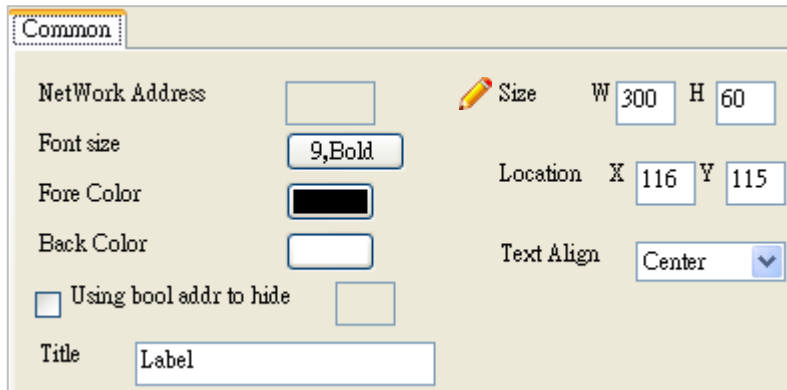 Common
NetWork Address
Size W 300 H 60
Font size 9,Bold
Fore Color
Location X 116 Y 115
Back Color
Text Align Center
Using bool addr to hide
Title Label